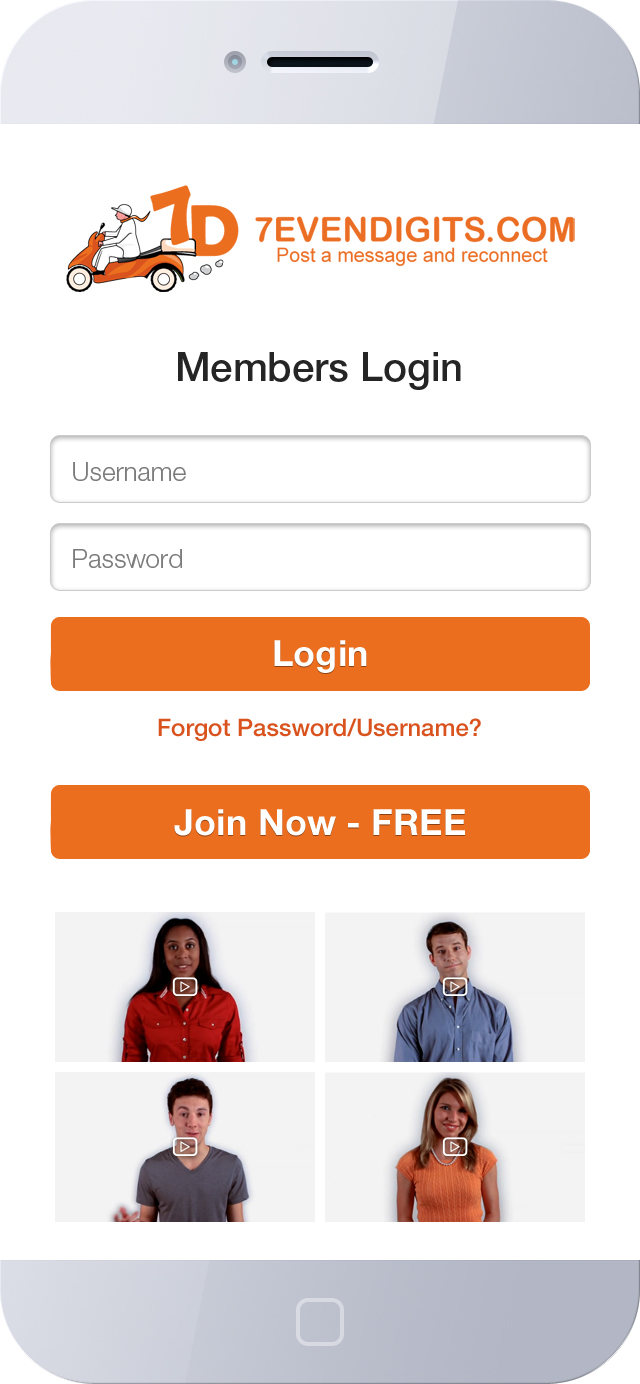 7D
7EVENDIGITS.COM
Post a message and reconnect
Members Login
Username
Password
Login
Forgot Password/Username?
Join Now - FREE